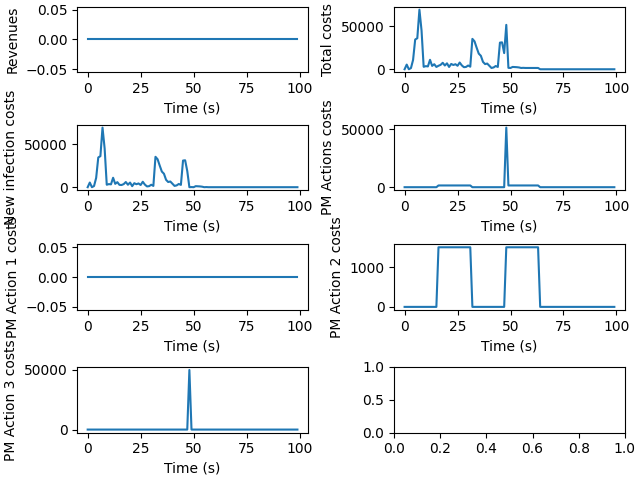 Revenues
0.05
0.00
−0.05
0 25 50 75 100
Time (s)
Total costs
50000
0
0 25 50 75 100
Time (s)
New infection costs
50000
0
0 25 50 75 100
Time (s)
PM Actions costs
50000
0
0 25 50 75 100
Time (s)
PM Action 1 costs
0.05
0.00
−0.05
0 25 50 75 100
Time (s)
PM Action 2 costs
1000
0
0 25 50 75 100
Time (s)
PM Action 3 costs
50000
0
0 25 50 75 100
Time (s)
1.0
0.5
0.0
0.0 0.2 0.4 0.6 0.8 1.0